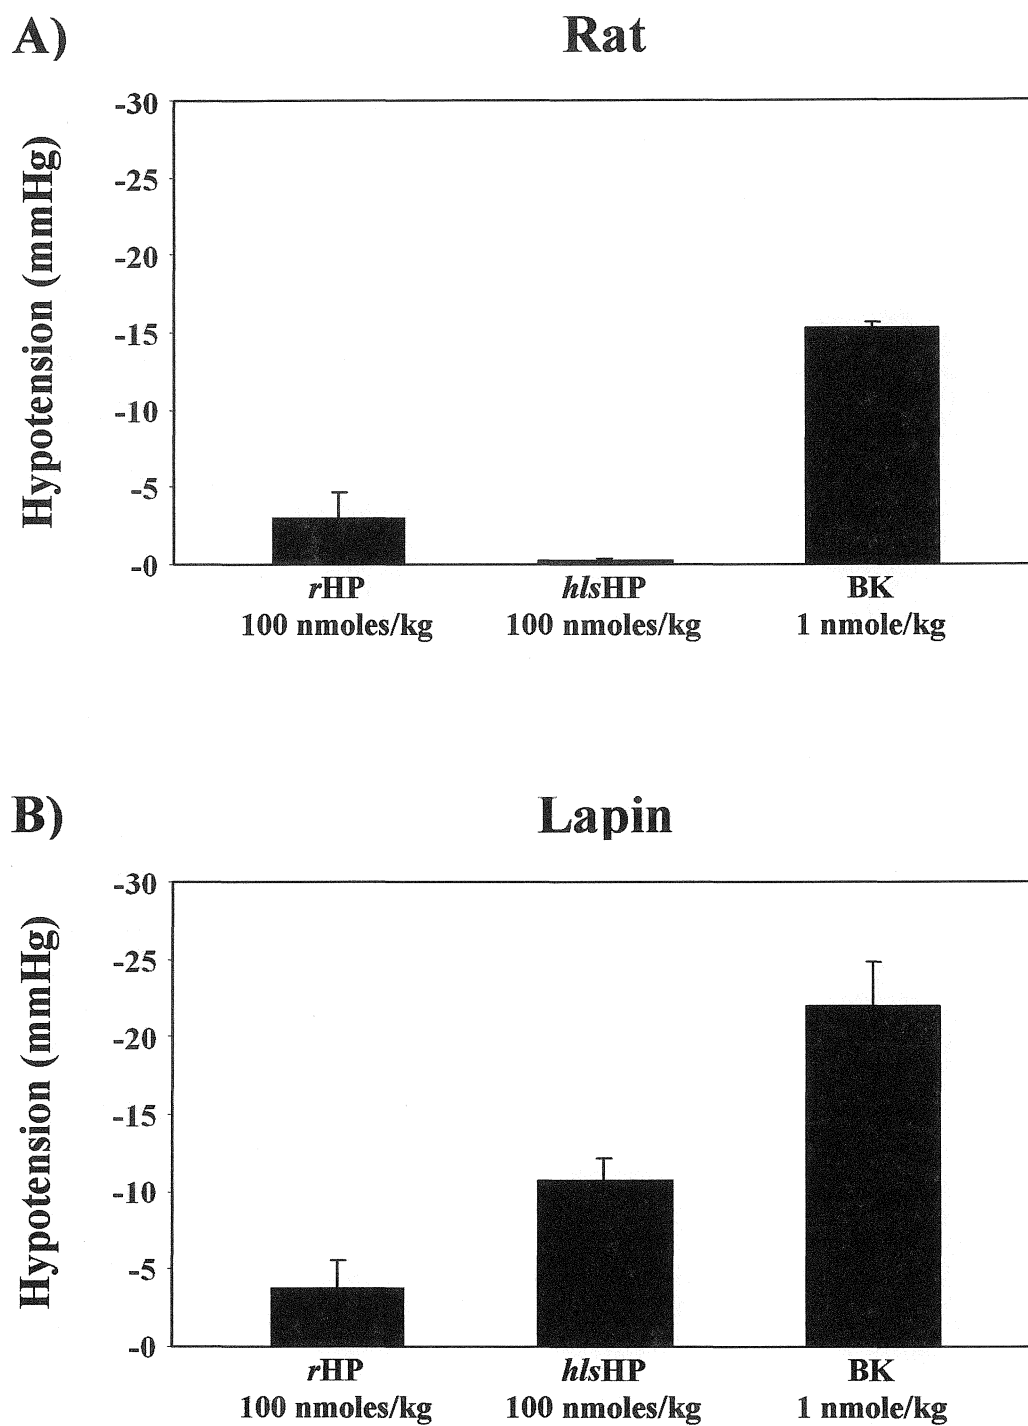 A)
Rat
Hypotension (mmHg)
-30
-25
-20
-15
-10
-5
-0
rHP
hlsHP
BK
100 nmoles/kg
100 nmoles/kg
1 nmole/kg
B)
Lapin
Hypotension (mmHg)
-30
-25
-20
-15
-10
-5
-0
rHP
hlsHP
BK
100 nmoles/kg
100 nmoles/kg
1 nmole/kg